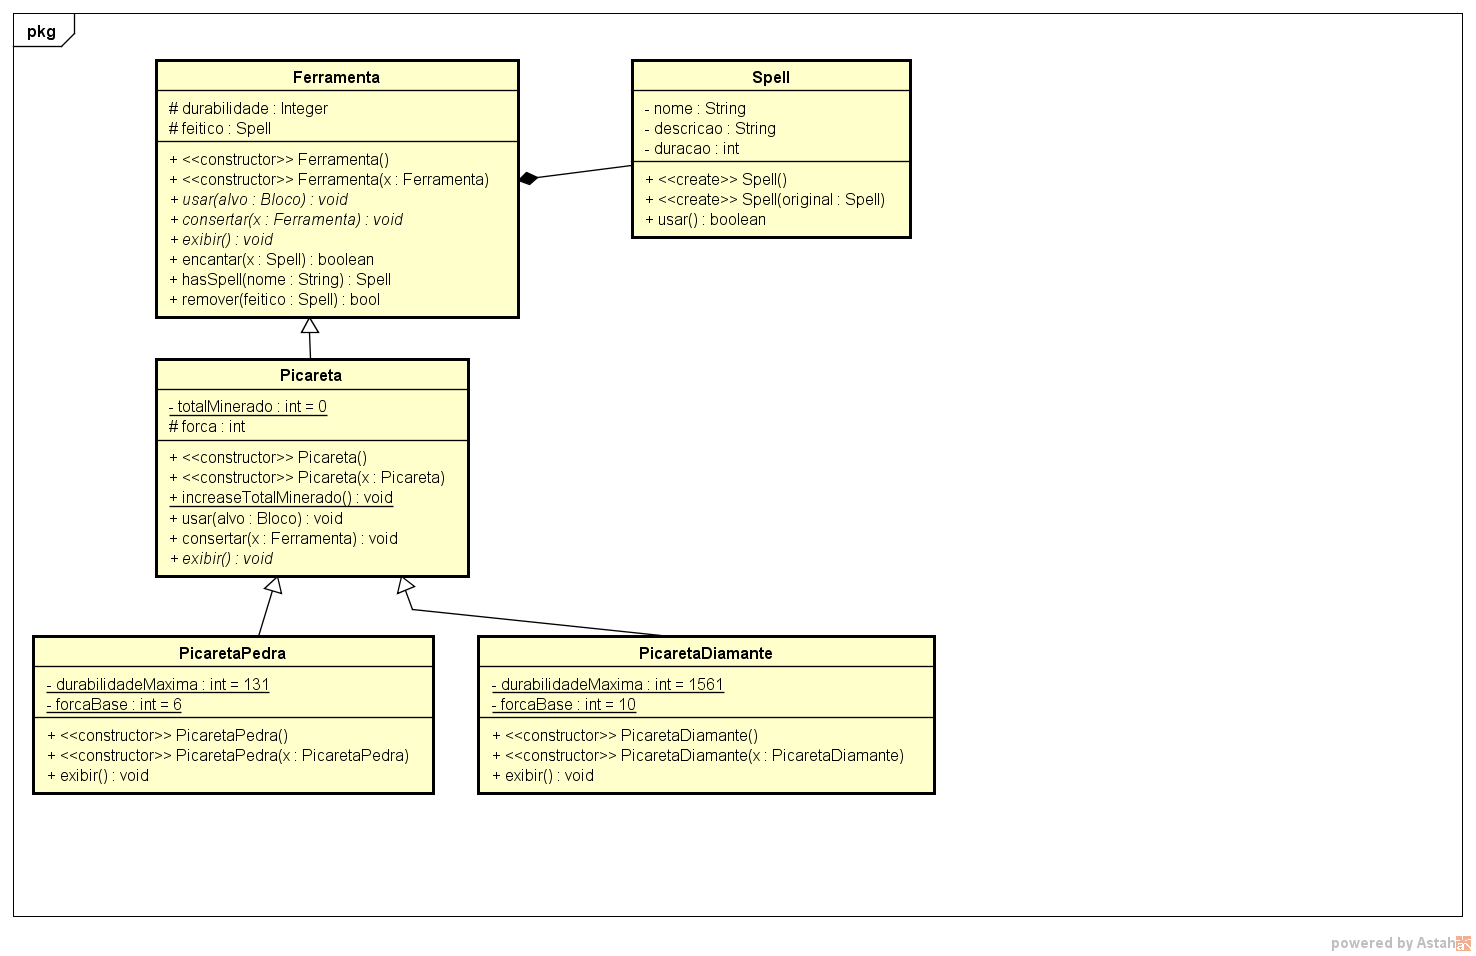 pkg
Ferramenta
# durabilidade : Integer
# feitico : Spell
+ <<constructor>> Ferramenta()
+ <<constructor>> Ferramenta(x : Ferramenta)
+ usar(alvo : Bloco) : void
+ consertar(x : Ferramenta) : void
+ exibir() : void
+ encantar(x : Spell) : boolean
+ hasSpell(nome : String) : Spell
+ remover(feitico : Spell) : bool
Spell
- nome : String
- descricao : String
- duracao : int
+ <<create>> Spell()
+ <<create>> Spell(original : Spell)
+ usar() : boolean
Picareta
- totalMinerado : int = 0
# forca : int
+ <<constructor>> Picareta()
+ <<constructor>> Picareta(x : Picareta)
+ increaseTotalMinerado() : void
+ usar(alvo : Bloco) : void
+ consertar(x : Ferramenta) : void
+ exibir() : void
PicaretaPedra
- durabilidadeMaxima : int = 131
- forcaBase : int = 6
+ <<constructor>> PicaretaPedra()
+ <<constructor>> PicaretaPedra(x : PicaretaPedra)
+ exibir() : void
PicaretaDiamante
- durabilidadeMaxima : int = 1561
- forcaBase : int = 10
+ <<constructor>> PicaretaDiamante()
+ <<constructor>> PicaretaDiamante(x : PicaretaDiamante)
+ exibir() : void
powered by Astah